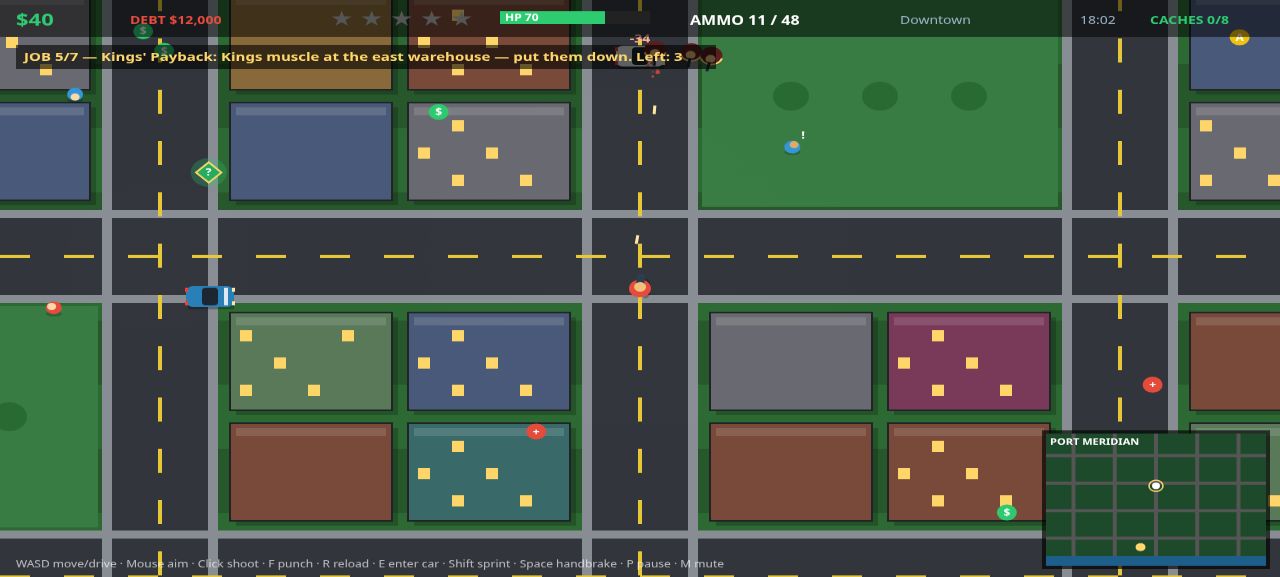 $40
DEBT $12,000
HP 70
AMMO 11 / 48
Downtown
18:02
CACHES 0/8
JOB 5/7 — Kings' Payback: Kings muscle at the east warehouse — put them down. Left: 3
-34
$
$
A
$
!
?
+
+
$
PORT MERIDIAN
WASD move/drive · Mouse aim · Click shoot · F punch · R reload · E enter car · Shift sprint · Space handbrake · P pause · M mute